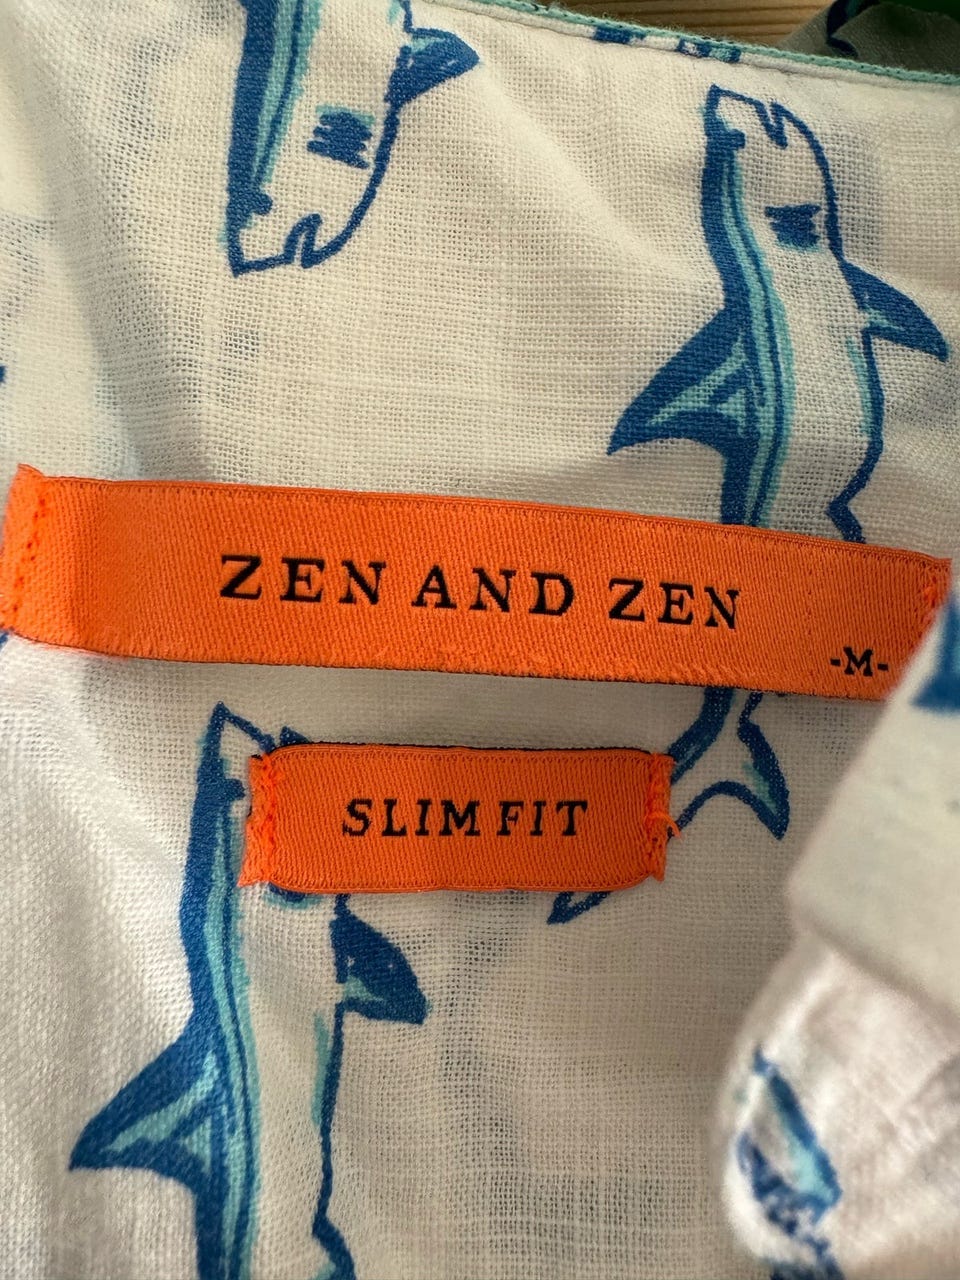 ZEN AND ZEN
-M-
SLIM FIT